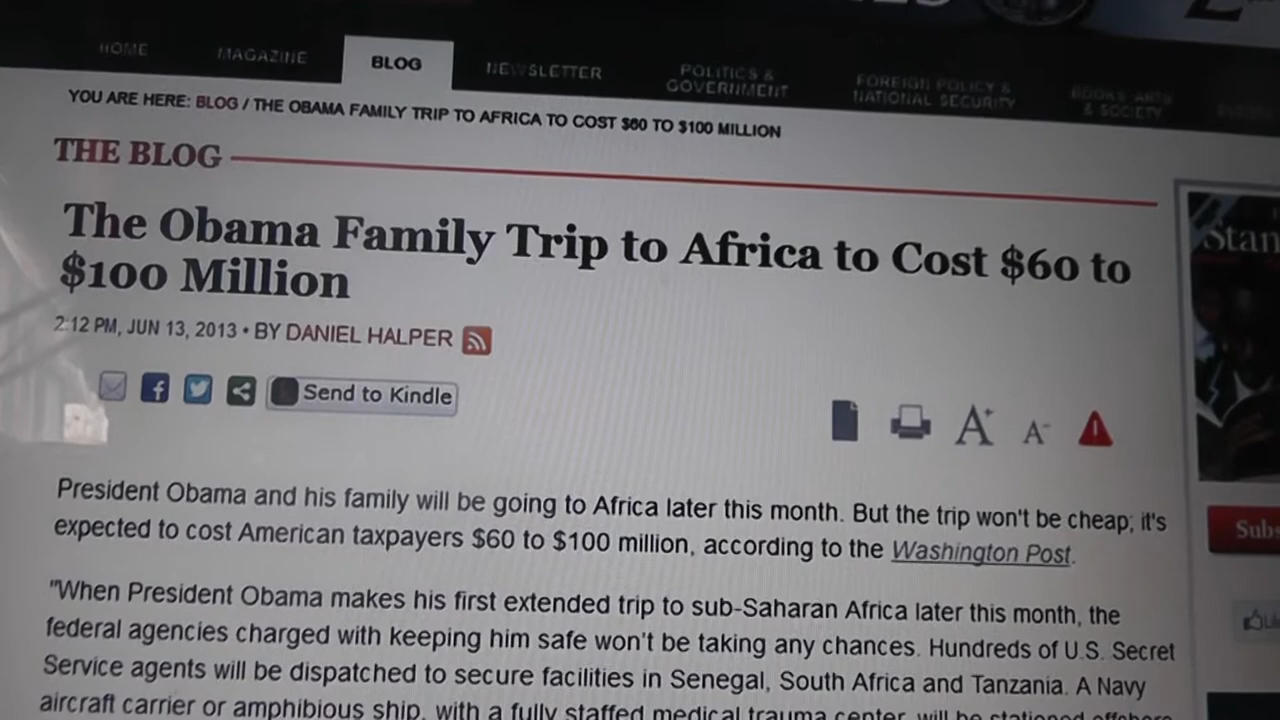 HOME MAGAZINE BLOG NEWSLETTER POLITICS & GOVERNMENT FOREIGN POLICY & NATIONAL SECURITY BOOKS ARTS & SOCIETY
YOU ARE HERE: BLOG / THE OBAMA FAMILY TRIP TO AFRICA TO COST $60 TO $100 MILLION
THE BLOG
The Obama Family Trip to Africa to Cost $60 to
$100 Million
2:12 PM, JUN 13, 2013 • BY DANIEL HALPER
Send to Kindle
A+ A-
President Obama and his family will be going to Africa later this month. But the trip won't be cheap; it's
expected to cost American taxpayers $60 to $100 million, according to the Washington Post.
"When President Obama makes his first extended trip to sub-Saharan Africa later this month, the
federal agencies charged with keeping him safe won't be taking any chances. Hundreds of U.S. Secret
Service agents will be dispatched to secure facilities in Senegal, South Africa and Tanzania. A Navy
aircraft carrier or amphibious ship, with a fully staffed medical trauma center, will be stationed offshore
Stan
Subs